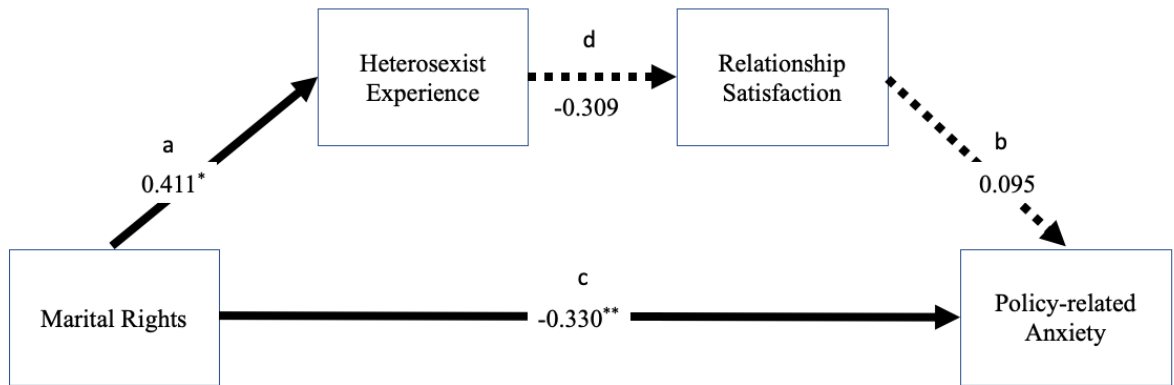 Heterosexist
Experience
d
-0.309
Relationship
Satisfaction
a
0.411*
b
0.095
Marital Rights
c
-0.330**
Policy-related
Anxiety